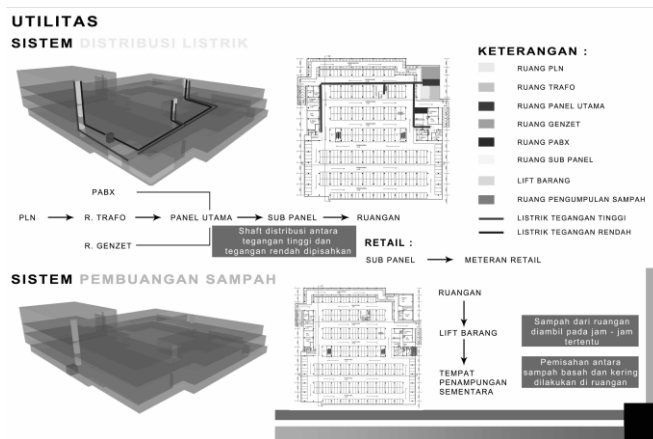 UTILITAS
SISTEM DISTRIBUSI LISTRIK
KETERANGAN :
RUANG PLN
RUANG TRAFO
RUANG PANEL UTAMA
RUANG GENZET
RUANG PABX
RUANG SUB PANEL
LIFT BARANG
RUANG PENGUMPULAN SAMPAH
LISTRIK TEGANGAN TINGGI
LISTRIK TEGANGAN RENDAH
PABX
PLN
R. TRAFO
PANEL UTAMA
SUB PANEL
RUANGAN
R. GENZET
Shaft distribusi antara
tegangan tinggi dan
tegangan rendah dipisahkan
RETAIL :
SUB PANEL
METERAN RETAIL
SISTEM PEMBUANGAN SAMPAH
RUANGAN
LIFT BARANG
TEMPAT
PENAMPUNGAN
SEMENTARA
Sampah dari ruangan
diambil pada jam - jam
tertentu
Pemisahan antara
sampah basah dan kering
dilakukan di ruangan